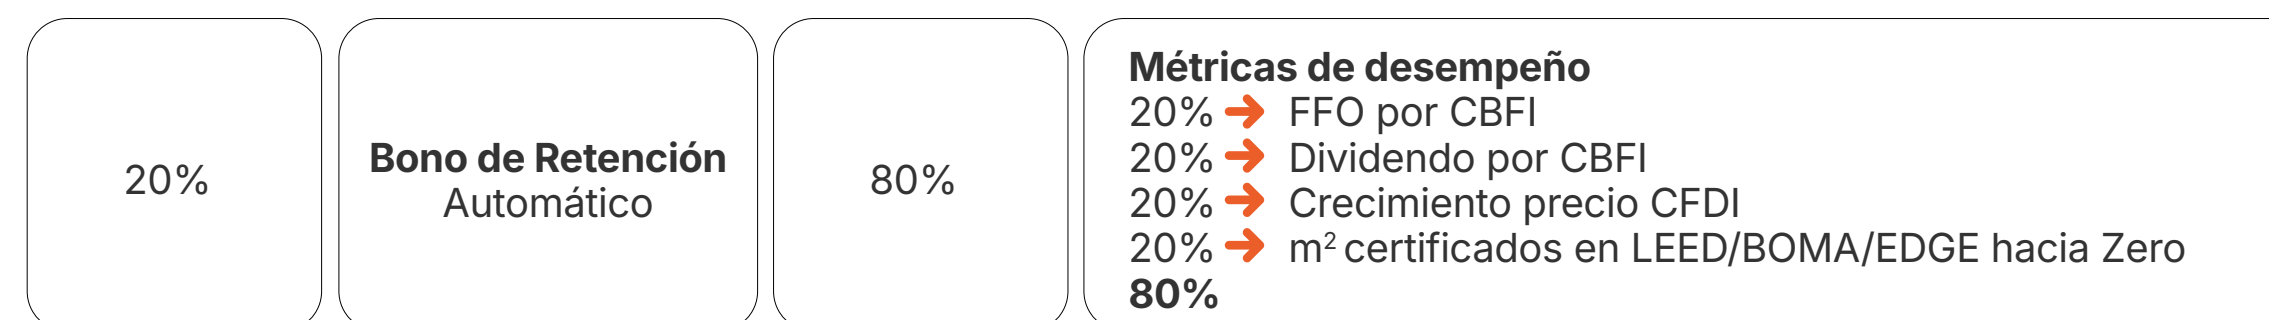 20%
Bono de Retención
Automático
80%
Métricas de desempeño
20% → FFO por CBFI
20% → Dividendo por CBFI
20% → Crecimiento precio CFDI
20% → m² certificados en LEED/BOMA/EDGE hacia Zero
80%